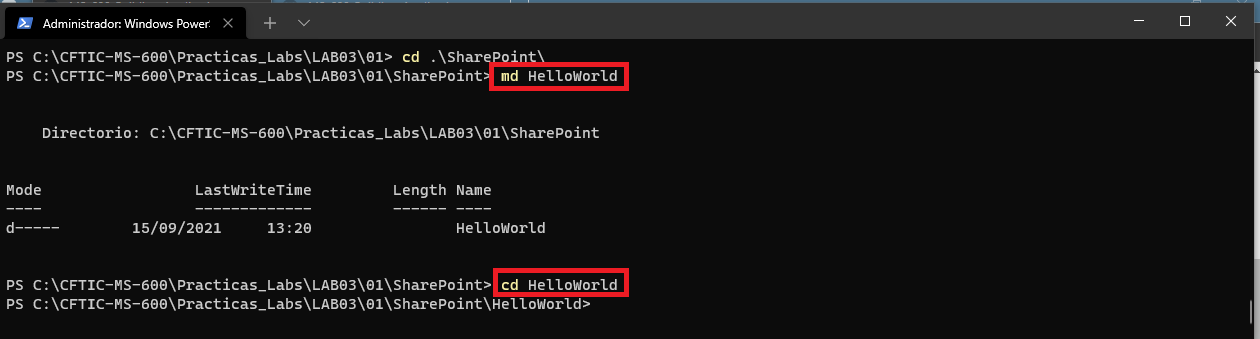 Administrador: Windows Power
PS C:\CFTIC-MS-600\Practicas_Labs\LAB03\01> cd .\SharePoint\
PS C:\CFTIC-MS-600\Practicas_Labs\LAB03\01\SharePoint> md HelloWorld
Directorio: C:\CFTIC-MS-600\Practicas_Labs\LAB03\01\SharePoint
Mode LastWriteTime Length Name
---- ------------- ------ ----
d----- 15/09/2021 13:20 HelloWorld
PS C:\CFTIC-MS-600\Practicas_Labs\LAB03\01\SharePoint> cd HelloWorld
PS C:\CFTIC-MS-600\Practicas_Labs\LAB03\01\SharePoint\HelloWorld>